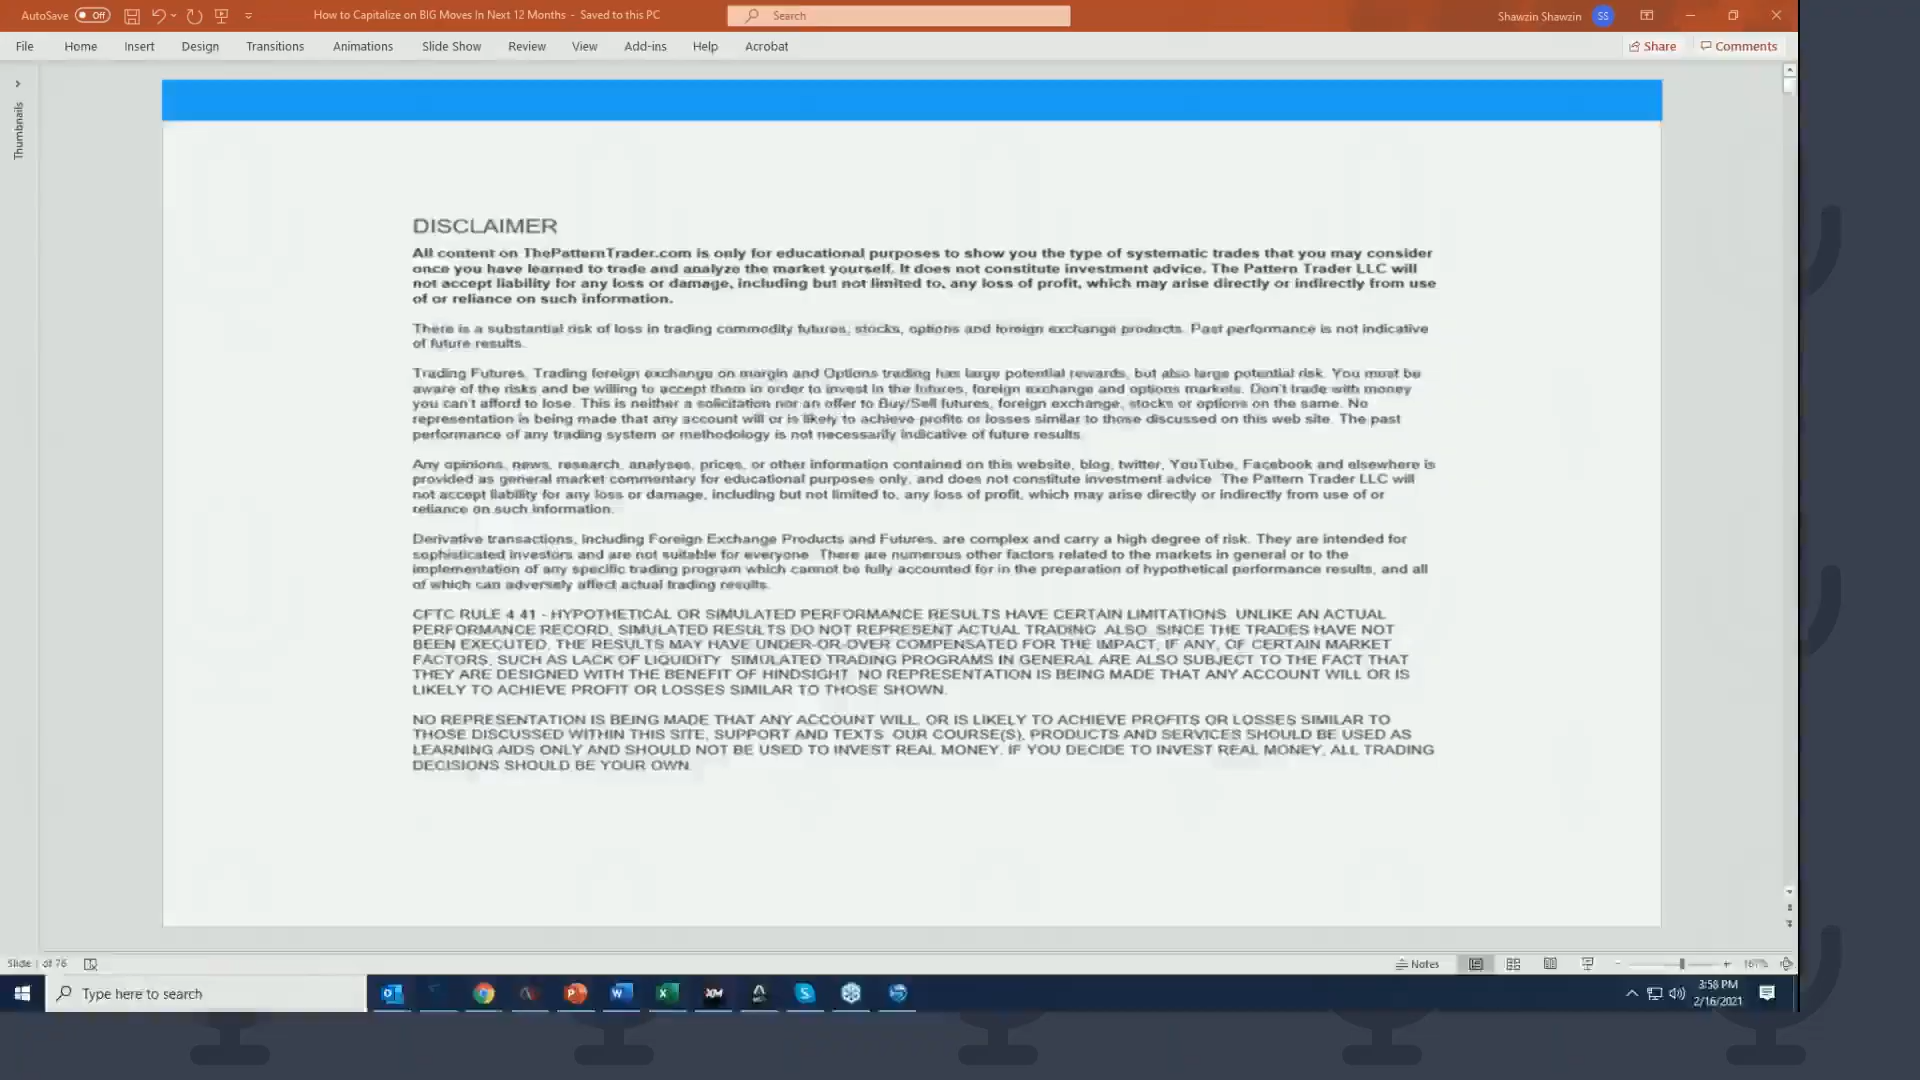 AutoSave Off How to Capitalize on BIG Moves In Next 12 Months - Saved to this PC Search Shawzin Shawzin SS
File Home Insert Design Transitions Animations Slide Show Review View Add-ins Help Acrobat Share Comments
Thumbnails
DISCLAIMER
All content on ThePatternTrader.com is only for educational purposes to show you the type of systematic trades that you may consider
once you have learned to trade and analyze the market yourself. It does not constitute investment advice. The Pattern Trader LLC will
not accept liability for any loss or damage, including but not limited to, any loss of profit, which may arise directly or indirectly from use
of or reliance on such information.
There is a substantial risk of loss in trading commodity futures, stocks, options and foreign exchange products. Past performance is not indicative
of future results.
Trading Futures, Trading foreign exchange on margin and Options trading has large potential rewards, but also large potential risk. You must be
aware of the risks and be willing to accept them in order to invest in the futures, foreign exchange and options markets. Don't trade with money
you can't afford to lose. This is neither a solicitation nor an offer to Buy/Sell futures, foreign exchange, stocks or options on the same. No
representation is being made that any account will or is likely to achieve profits or losses similar to those discussed on this web site. The past
performance of any trading system or methodology is not necessarily indicative of future results.
Any opinions, news, research, analyses, prices, or other information contained on this website, blog, twitter, YouTube, Facebook and elsewhere is
provided as general market commentary for educational purposes only, and does not constitute investment advice. The Pattern Trader LLC will
not accept liability for any loss or damage, including but not limited to, any loss of profit, which may arise directly or indirectly from use of or
reliance on such information.
Derivative transactions, including Foreign Exchange Products and Futures, are complex and carry a high degree of risk. They are intended for
sophisticated investors and are not suitable for everyone. There are numerous other factors related to the markets in general or to the
implementation of any specific trading program which cannot be fully accounted for in the preparation of hypothetical performance results, and all
of which can adversely affect actual trading results.
CFTC RULE 4.41 - HYPOTHETICAL OR SIMULATED PERFORMANCE RESULTS HAVE CERTAIN LIMITATIONS. UNLIKE AN ACTUAL
PERFORMANCE RECORD, SIMULATED RESULTS DO NOT REPRESENT ACTUAL TRADING. ALSO, SINCE THE TRADES HAVE NOT
BEEN EXECUTED, THE RESULTS MAY HAVE UNDER-OR-OVER COMPENSATED FOR THE IMPACT, IF ANY, OF CERTAIN MARKET
FACTORS, SUCH AS LACK OF LIQUIDITY. SIMULATED TRADING PROGRAMS IN GENERAL ARE ALSO SUBJECT TO THE FACT THAT
THEY ARE DESIGNED WITH THE BENEFIT OF HINDSIGHT. NO REPRESENTATION IS BEING MADE THAT ANY ACCOUNT WILL OR IS
LIKELY TO ACHIEVE PROFIT OR LOSSES SIMILAR TO THOSE SHOWN.
NO REPRESENTATION IS BEING MADE THAT ANY ACCOUNT WILL, OR IS LIKELY TO ACHIEVE PROFITS OR LOSSES SIMILAR TO
THOSE DISCUSSED WITHIN THIS SITE, SUPPORT AND TEXTS. OUR COURSE(S), PRODUCTS AND SERVICES SHOULD BE USED AS
LEARNING AIDS ONLY AND SHOULD NOT BE USED TO INVEST REAL MONEY. IF YOU DECIDE TO INVEST REAL MONEY, ALL TRADING
DECISIONS SHOULD BE YOUR OWN.
Slide of 76 Notes
Type here to search 3:58 PM
2/16/2021